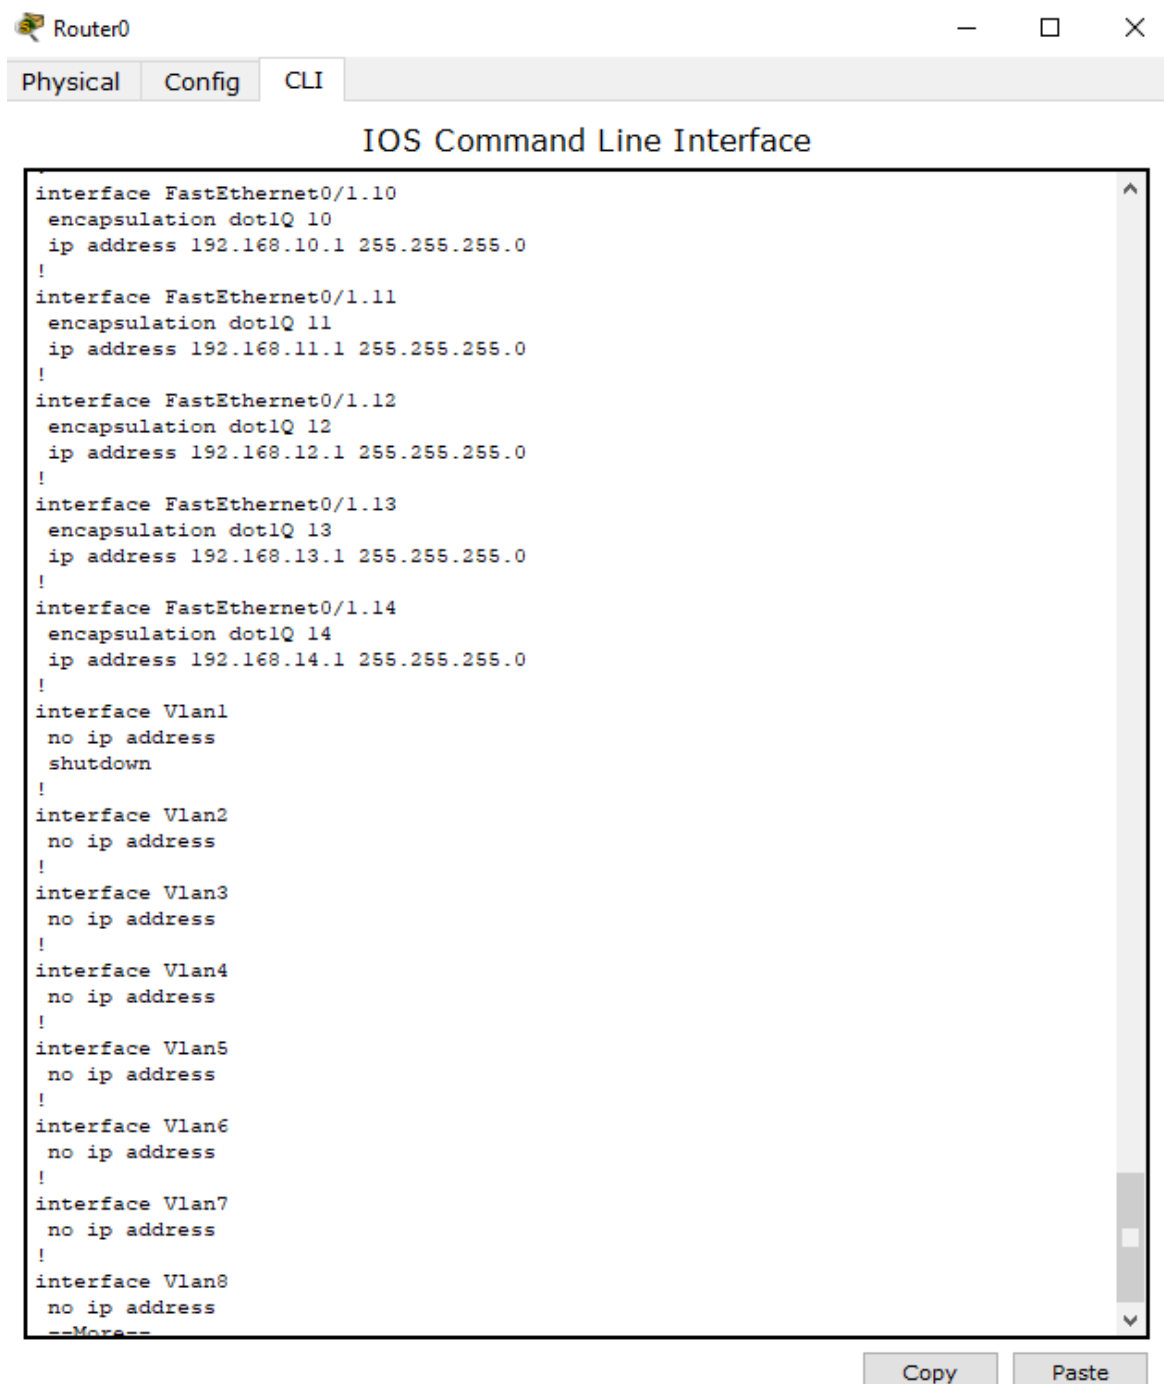 Router0
Physical Config CLI
IOS Command Line Interface
interface FastEthernet0/1.10
encapsulation dot1Q 10
ip address 192.168.10.1 255.255.255.0
!
interface FastEthernet0/1.11
encapsulation dot1Q 11
ip address 192.168.11.1 255.255.255.0
!
interface FastEthernet0/1.12
encapsulation dot1Q 12
ip address 192.168.12.1 255.255.255.0
!
interface FastEthernet0/1.13
encapsulation dot1Q 13
ip address 192.168.13.1 255.255.255.0
!
interface FastEthernet0/1.14
encapsulation dot1Q 14
ip address 192.168.14.1 255.255.255.0
!
interface Vlan1
no ip address
shutdown
!
interface Vlan2
no ip address
!
interface Vlan3
no ip address
!
interface Vlan4
no ip address
!
interface Vlan5
no ip address
!
interface Vlan6
no ip address
!
interface Vlan7
no ip address
!
interface Vlan8
no ip address
--More--
Copy Paste